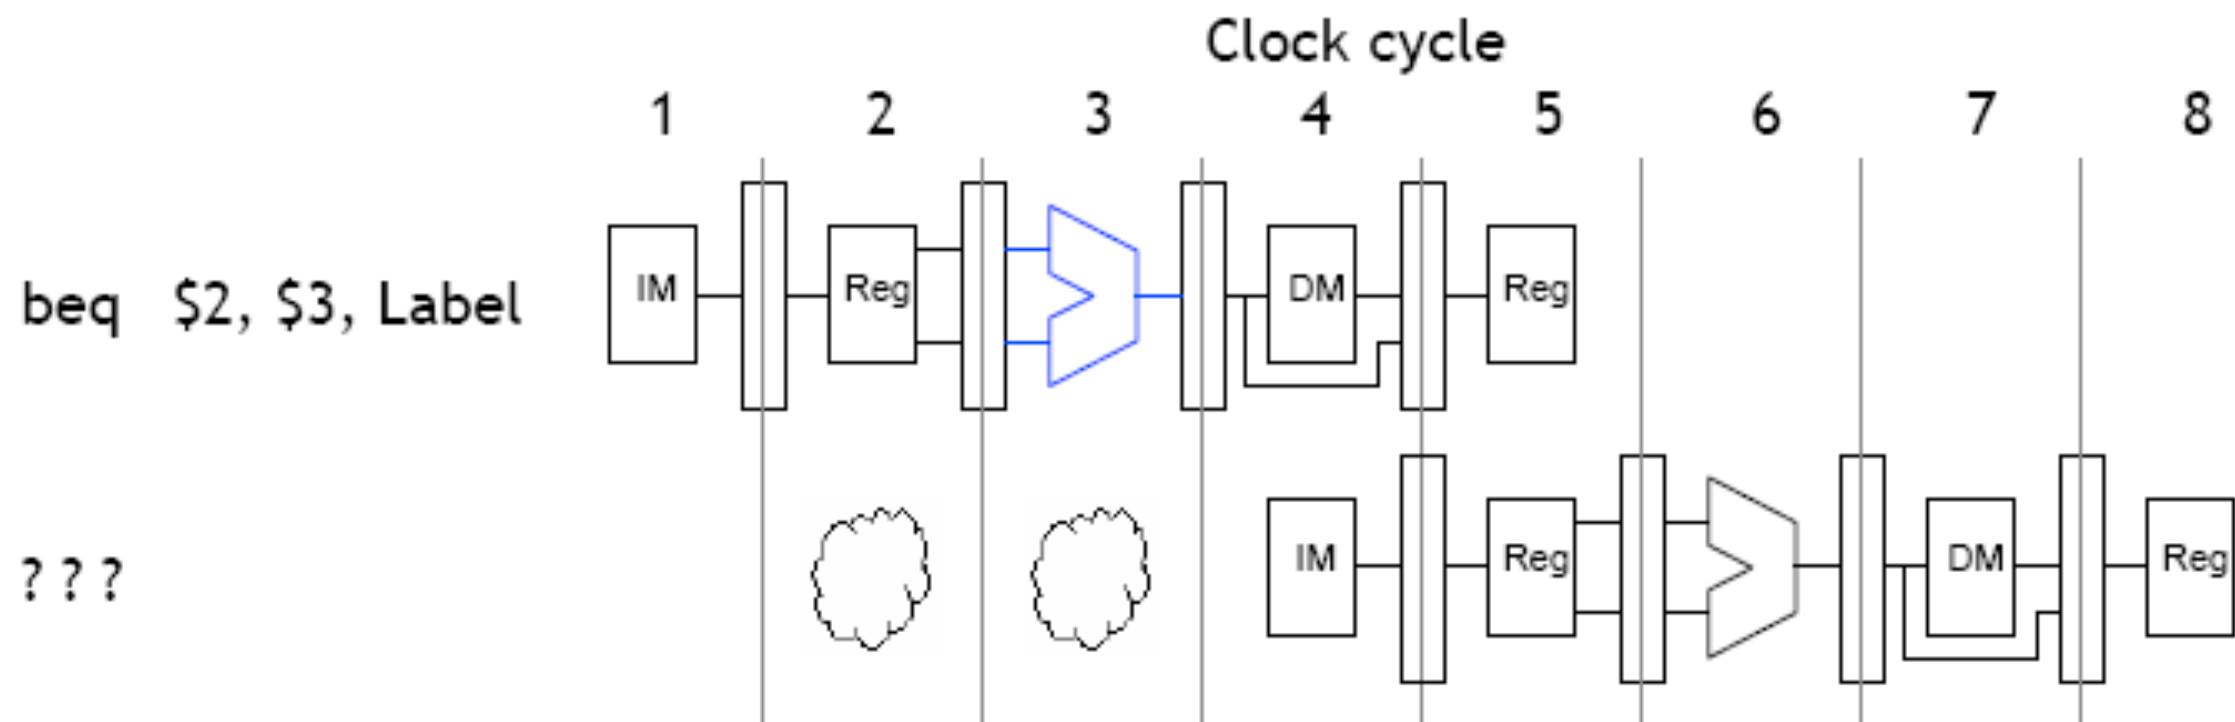 Clock cycle
1 2 3 4 5 6 7 8
beq $2, $3, Label IM Reg DM Reg
? ? ? IM Reg DM Reg